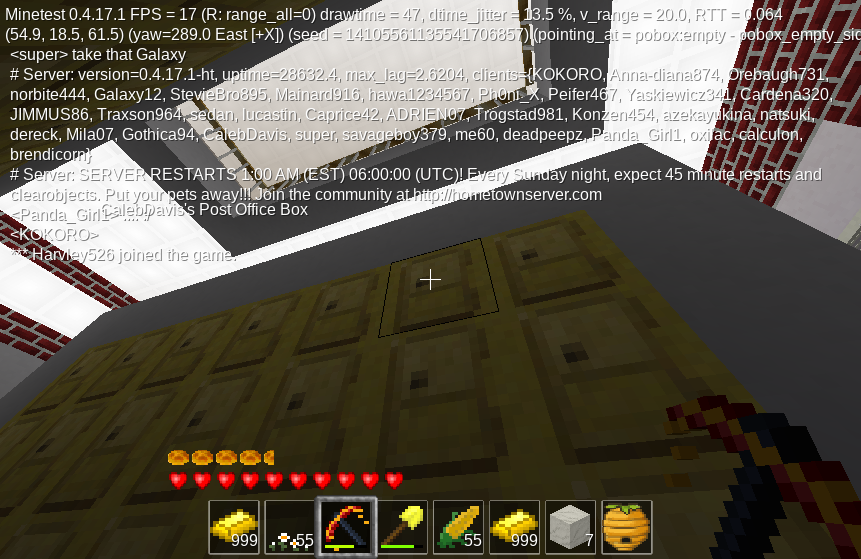 Minetest 0.4.17.1 FPS = 17 (R: range_all=0) drawtime = 47, dtime_jitter = 13.5 %, v_range = 20.0, RTT = 0.064
(54.9, 18.5, 61.5) (yaw=289.0 East [+X]) (seed = 14105561135541706857) (pointing_at = pobox:empty - pobox_empty_sid
<super> take that Galaxy
# Server: version=0.4.17.1-ht, uptime=28632.4, max_lag=2.6204, clients={KOKORO, Anna-diana874, Orebaugh731,
norbite444, Galaxy12, StevieBro895, Mainard916, hawa1234567, Ph0ni_X, Peifer467, Yaskiewicz341, Cardena320,
JIMMUS86, Traxson964, sedan, lucastin, Caprice42, ADRIEN07, Trogstad981, Konzen454, azekayukina, natsuki,
dereck, Mila07, Gothica94, CalebDavis, super, savageboy379, me60, deadpeepz, Panda_Girl1, oxilac, calculon,
brendicorn}
# Server: SERVER RESTARTS 1:00 AM (EST) 06:00:00 (UTC)! Every Sunday night, expect 45 minute restarts and
clearobjects. Put your pets away!!! Join the community at http://hometownserver.com
<Panda_Girl1>
CalebDavis's Post Office Box
<KOKORO>
*** Harvley526 joined the game.
999
55
55
999
7